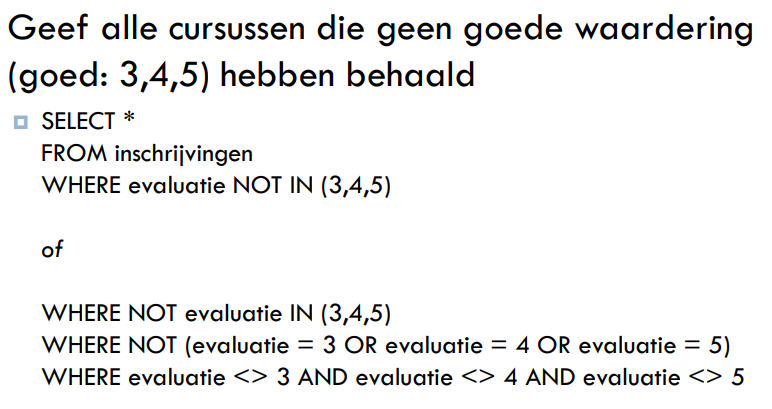 Geef alle cursussen die geen goede waardering
(goed: 3,4,5) hebben behaald
SELECT *
FROM inschrijvingen
WHERE evaluatie NOT IN (3,4,5)
of
WHERE NOT evaluatie IN (3,4,5)
WHERE NOT (evaluatie = 3 OR evaluatie = 4 OR evaluatie = 5)
WHERE evaluatie <> 3 AND evaluatie <> 4 AND evaluatie <> 5